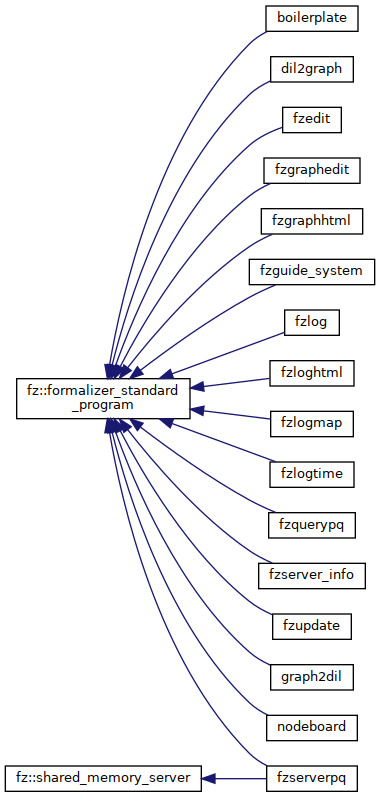 boilerplate
dil2graph
fzedit
fzgraphedit
fzgraphhtml
fzguide_system
fzlog
fz::formalizer_standard
_program
fzloghtml
fzlogmap
fzlogtime
fzquerypq
fzserver_info
fzupdate
graph2dil
nodeboard
fz::shared_memory_server
fzserverpq